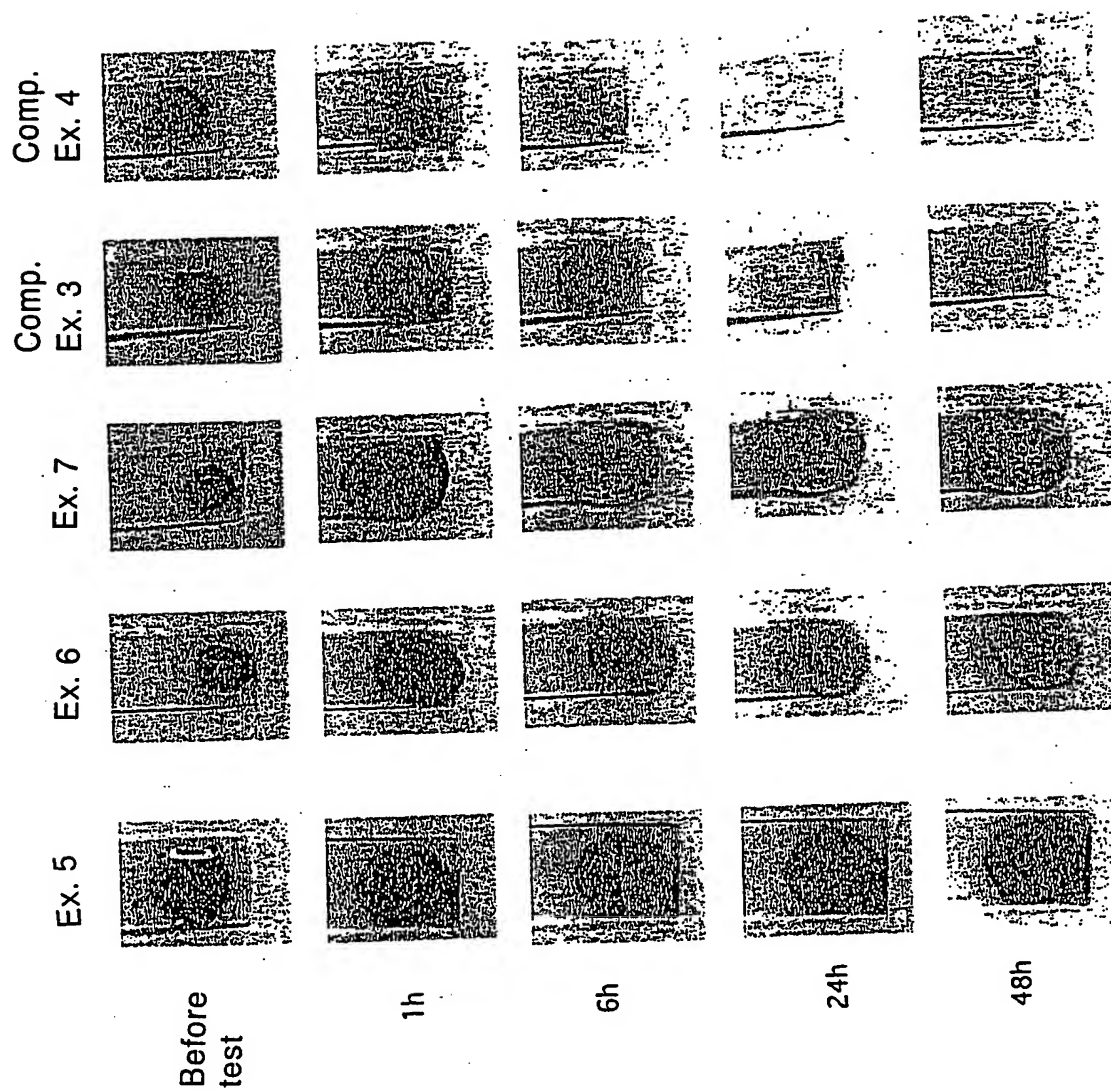 Ex. 5
Ex. 6
Ex. 7
Comp.
Ex. 3
Comp.
Ex. 4
Before
test
1h
6h
24h
48h